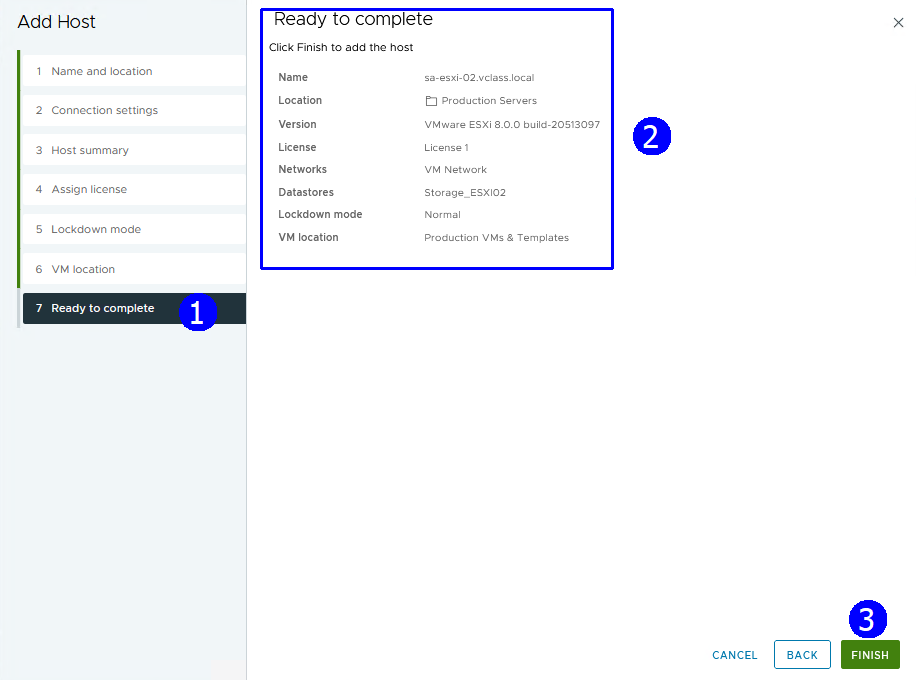 Add Host
1 Name and location
2 Connection settings
3 Host summary
4 Assign license
5 Lockdown mode
6 VM location
7 Ready to complete
1
Ready to complete
Click Finish to add the host
Name sa-esxi-02.vclass.local
Location Production Servers
Version VMware ESXi 8.0.0 build-20513097
License License 1
Networks VM Network
Datastores Storage_ESXI02
Lockdown mode Normal
VM location Production VMs & Templates
2
3
CANCEL BACK FINISH